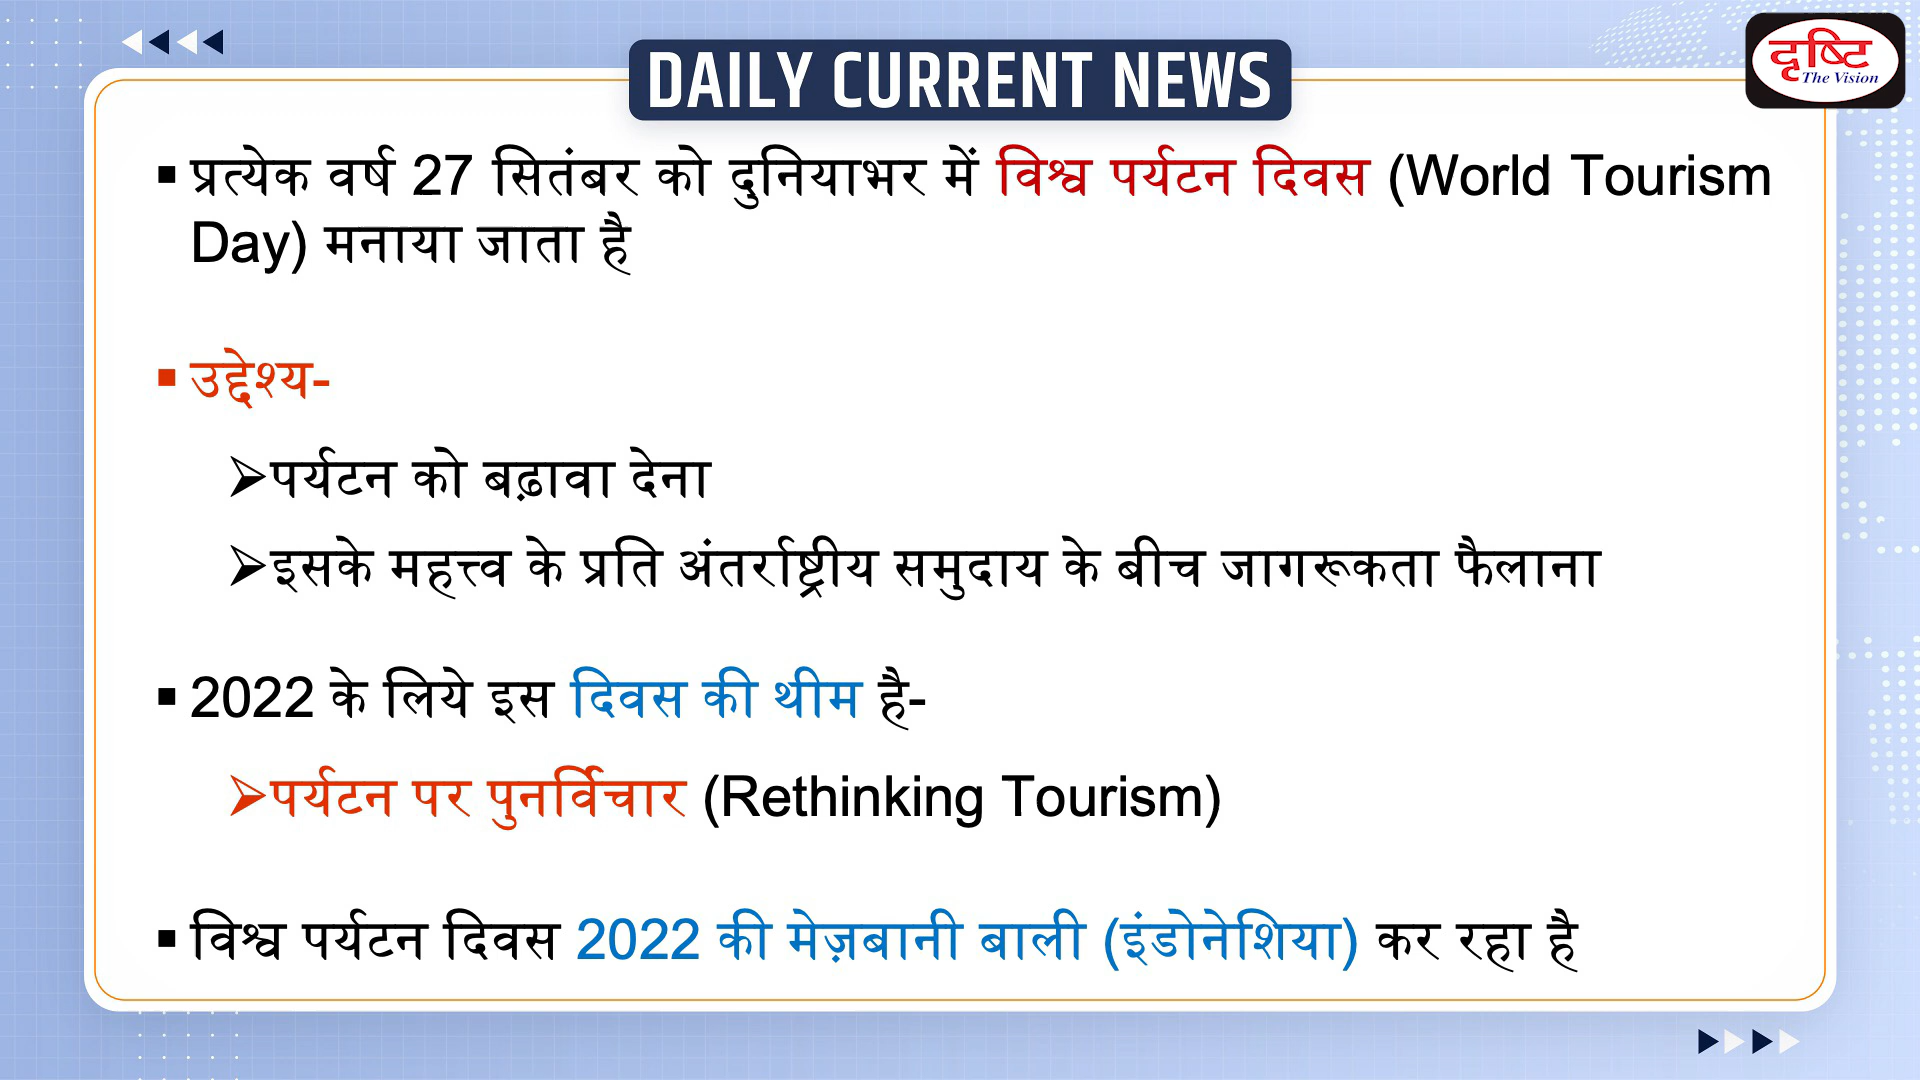 DAILY CURRENT NEWS
दृष्टि
The Vision
▪ प्रत्येक वर्ष 27 सितंबर को दुनियाभर में विश्व पर्यटन दिवस (World Tourism
Day) मनाया जाता है
▪ उद्देश्य-
➢पर्यटन को बढ़ावा देना
➢इसके महत्त्व के प्रति अंतर्राष्ट्रीय समुदाय के बीच जागरूकता फैलाना
▪ 2022 के लिये इस दिवस की थीम है-
➢पर्यटन पर पुनर्विचार (Rethinking Tourism)
▪ विश्व पर्यटन दिवस 2022 की मेज़बानी बाली (इंडोनेशिया) कर रहा है